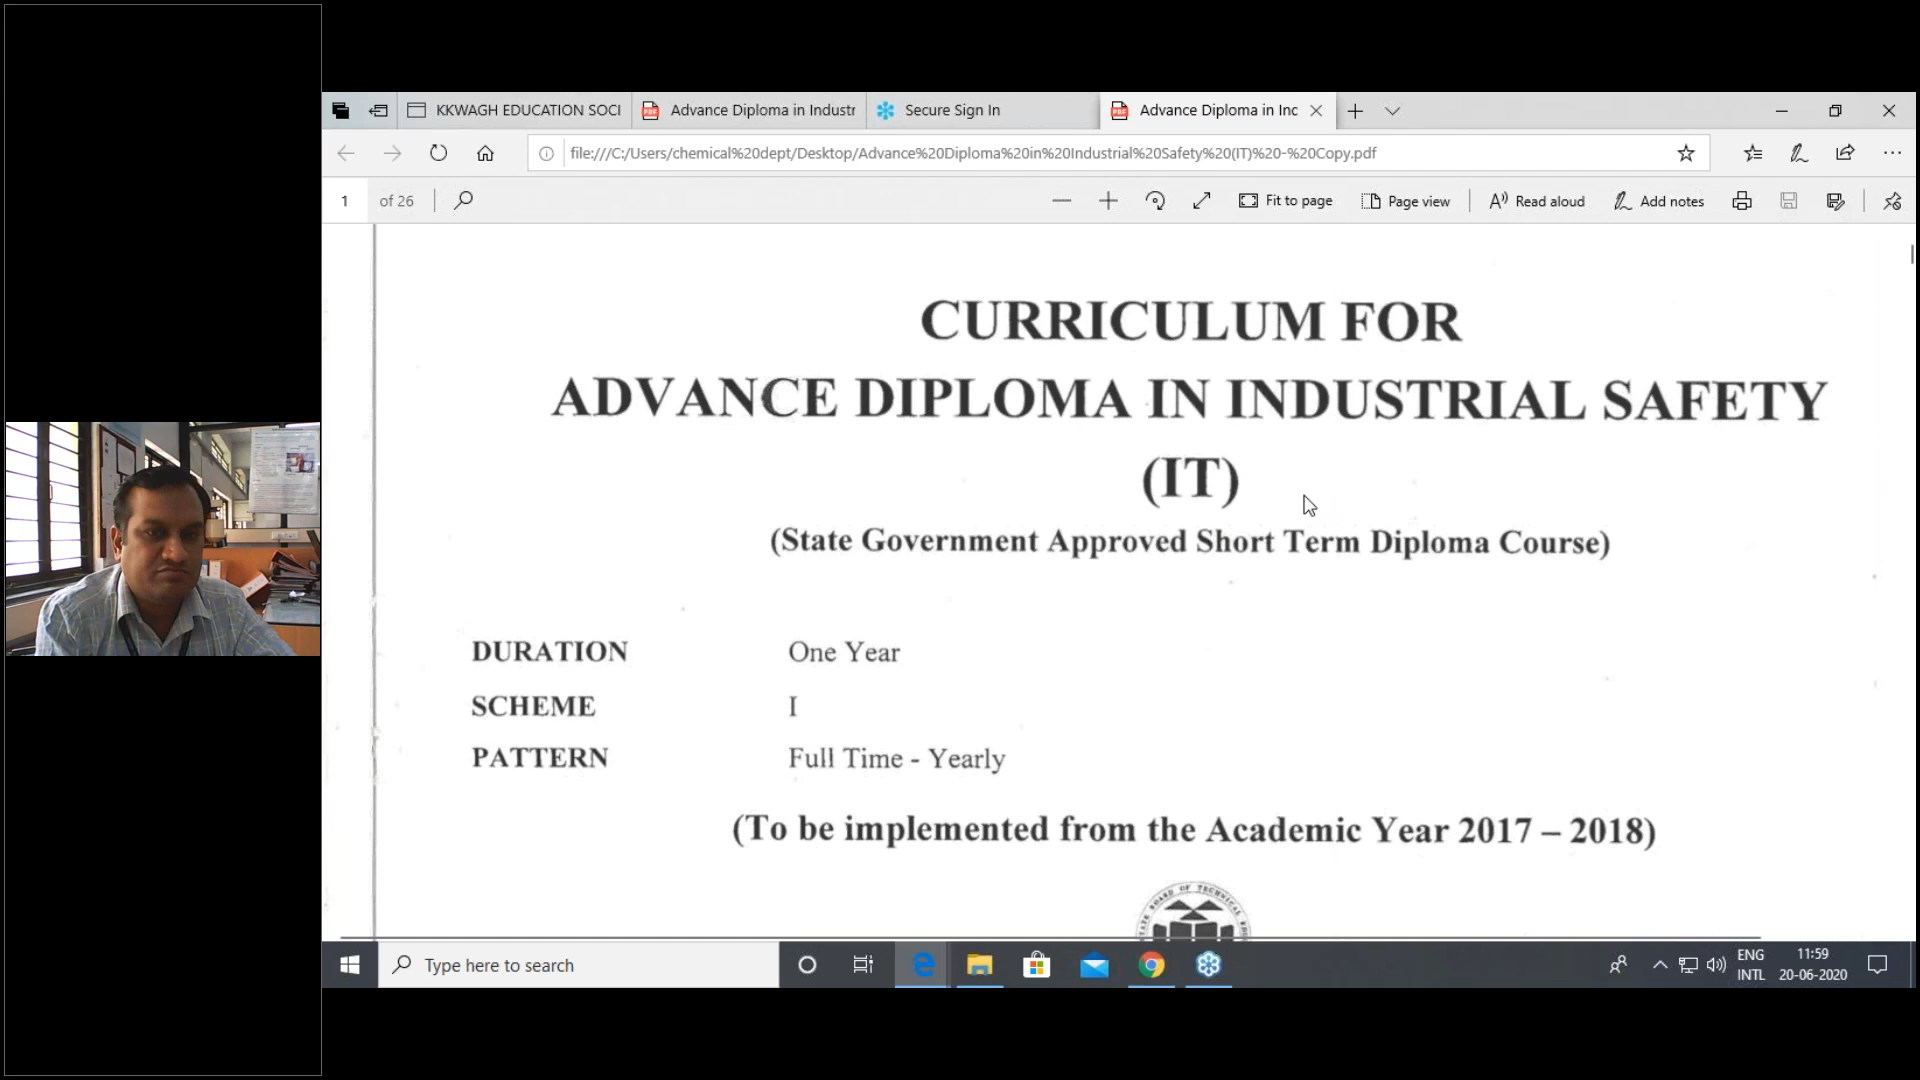 KKWAGH EDUCATION SOCI
Advance Diploma in Industr
Secure Sign In
Advance Diploma in Inc
file:///C:/Users/chemical%20dept/Desktop/Advance%20Diploma%20in%20Industrial%20Safety%20(IT)%20-%20Copy.pdf
1 of 26
Fit to page
Page view
Read aloud
Add notes
CURRICULUM FOR
ADVANCE DIPLOMA IN INDUSTRIAL SAFETY
(IT)
(State Government Approved Short Term Diploma Course)
DURATION One Year
SCHEME I
PATTERN Full Time - Yearly
(To be implemented from the Academic Year 2017 – 2018)
STATE BOARD OF TECHNICAL
Type here to search
ENG
INTL
11:59
20-06-2020